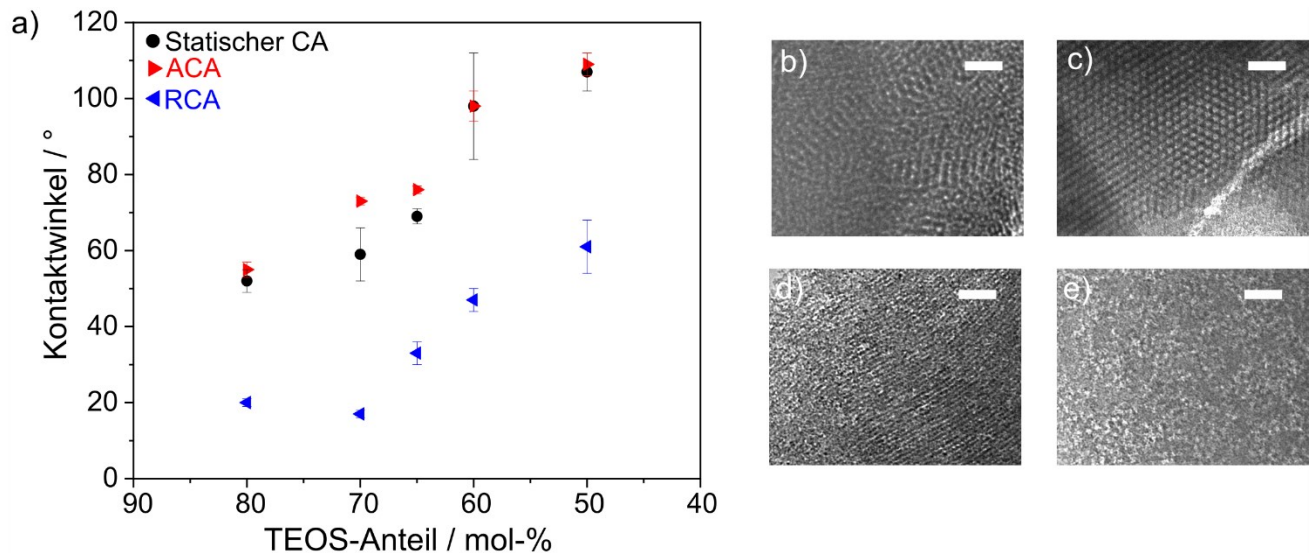 a)
120
100
80
60
40
20
0
Kontaktwinkel / °
Statischer CA
ACA
RCA
90 80 70 60 50 40
TEOS-Anteil / mol-%
b)
c)
d)
e)